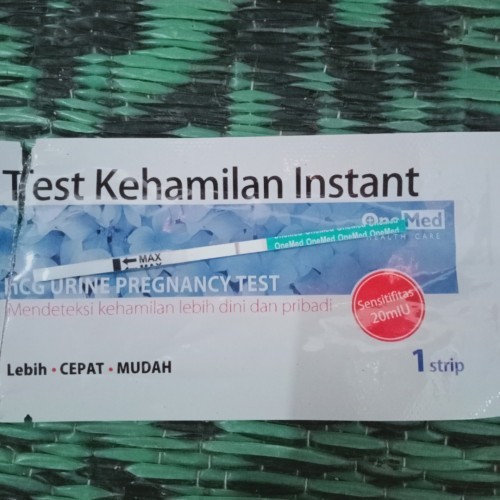 Test Kehamilan Instant
OneMed
HEALTH CARE
OneMed OneMed OneMed OneMed
MAX
HCG URINE PREGNANCY TEST
Mendeteksi kehamilan lebih dini dan pribadi
Sensitifitas
20mIU
Lebih • CEPAT • MUDAH
1 strip